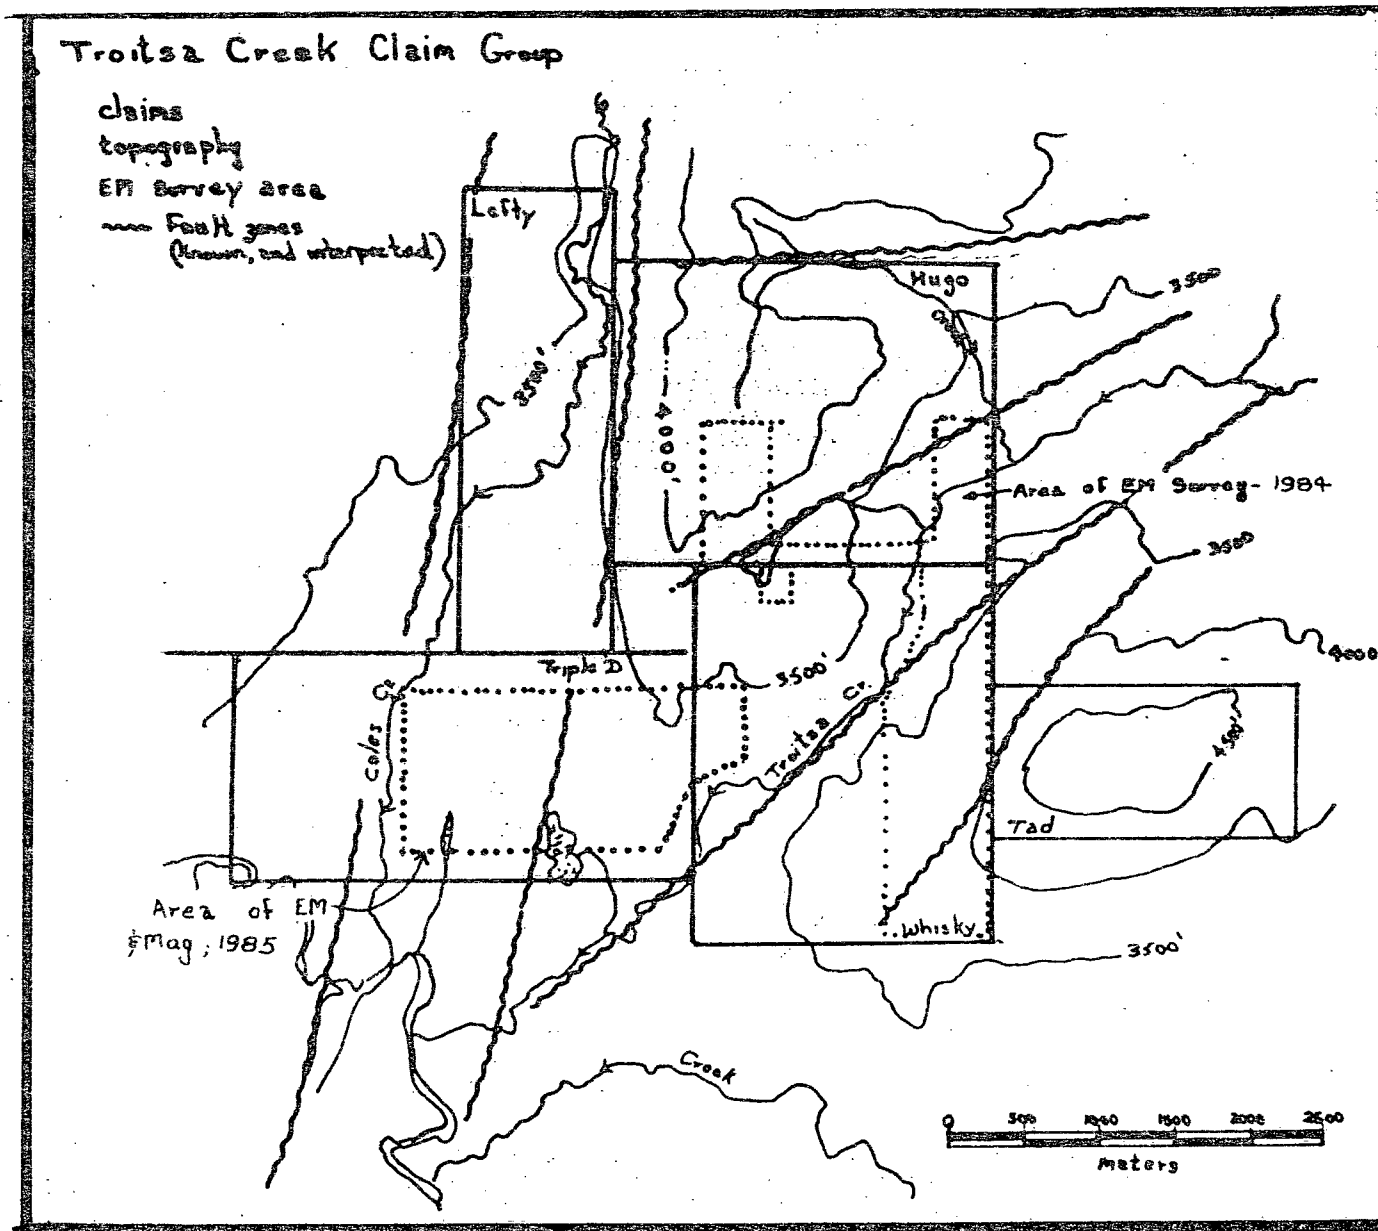 Troitsa Creek Claim Group
claims
topography
EM Survey area
Fault zones
(known, and interpreted)
Lefty
Hugo
3500'
3500'
4000'
Area of EM Survey - 1984
3500
4000
Triple D
3500'
Cr.
Coles
Troitsa Cr.
4500'
Tad
Area of EM
& Mag, 1985
Whisky
3500'
Creek
0 500 1000 1500 2000 2500
meters